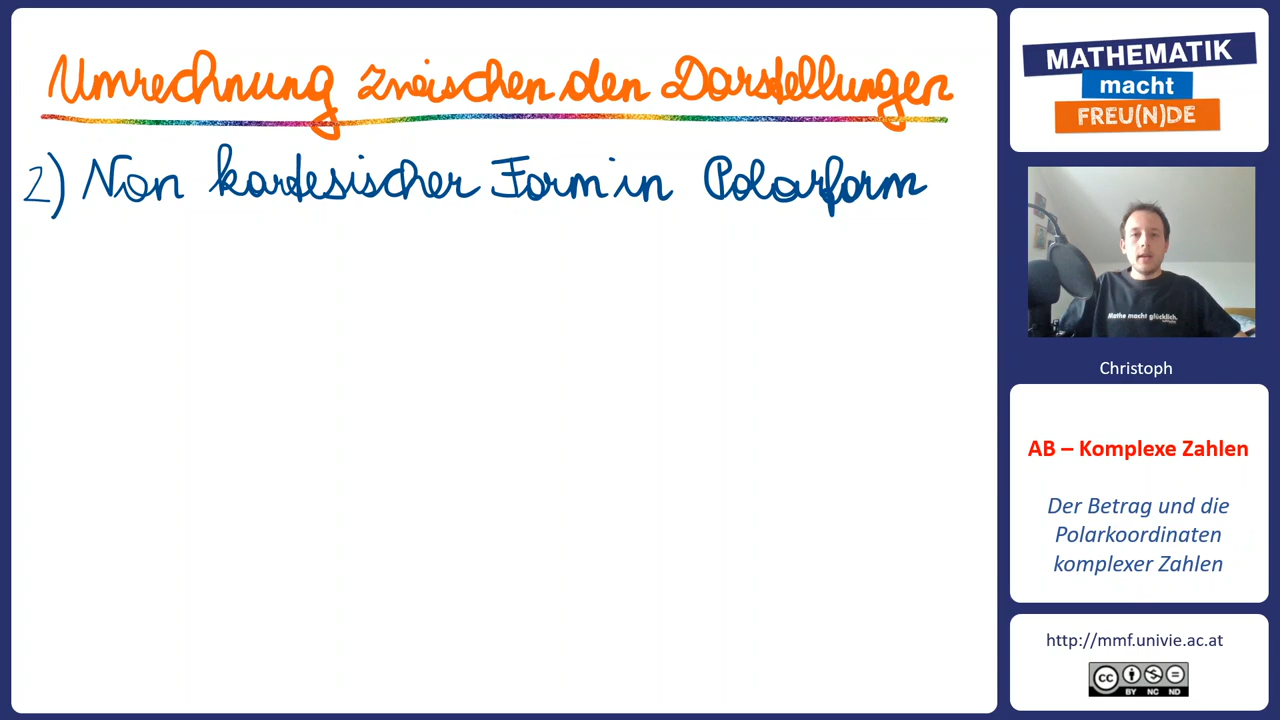 Umrechnung zwischen den Darstellungen
2) Von kartesischer Form in Polarform
MATHEMATIK
macht
FREU(N)DE
Mathe macht glücklich.
Christoph
AB – Komplexe Zahlen
Der Betrag und die
Polarkoordinaten
komplexer Zahlen
http://mmf.univie.ac.at
cc
BY NC ND